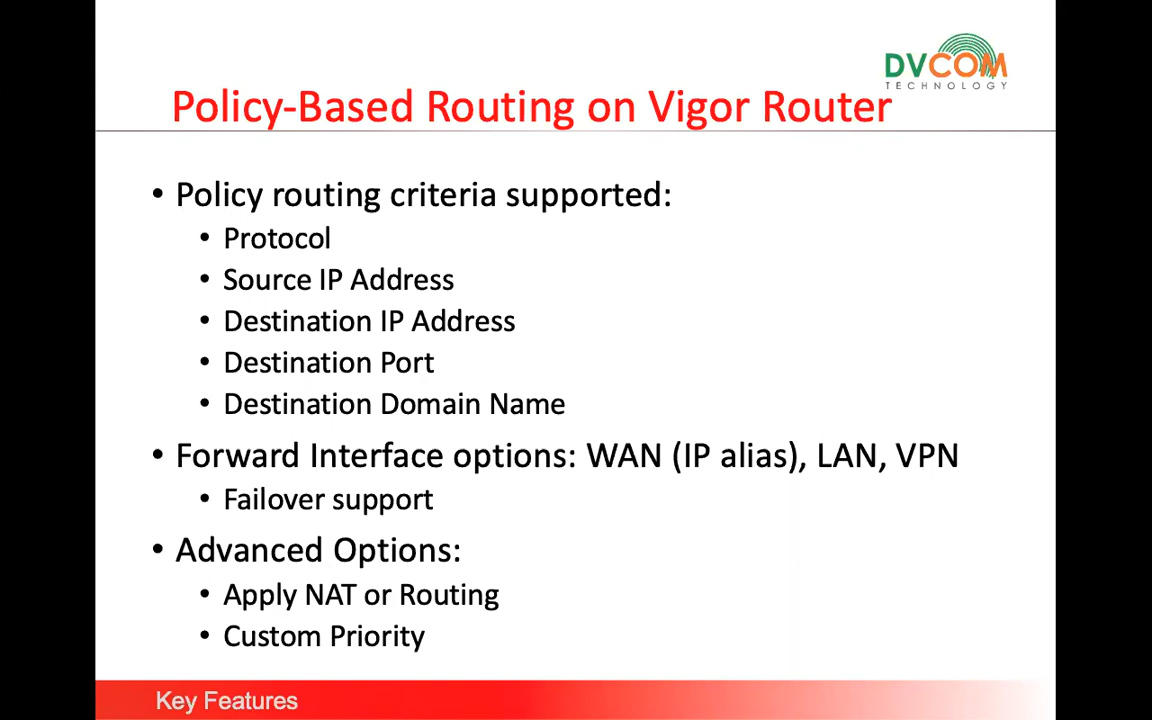 DVCOM
TECHNOLOGY
Policy-Based Routing on Vigor Router
• Policy routing criteria supported:
• Protocol
• Source IP Address
• Destination IP Address
• Destination Port
• Destination Domain Name
• Forward Interface options: WAN (IP alias), LAN, VPN
• Failover support
• Advanced Options:
• Apply NAT or Routing
• Custom Priority
Key Features